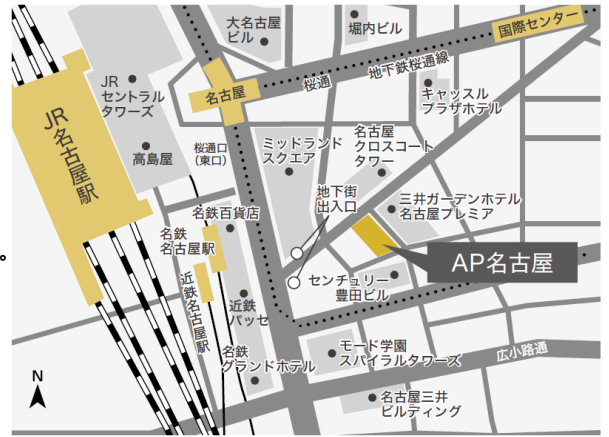 大名古屋
ビル
堀内ビル
国際センター
JR
セントラル
タワーズ
名古屋
桜通
地下鉄桜通線
キャッスル
プラザホテル
JR名古屋駅
高島屋
桜通口
(東口)
ミッドランド
スクエア
名古屋
クロスコート
タワー
地下街
出入口
三井ガーデンホテル
名古屋プレミア
名鉄百貨店
名鉄
名古屋駅
AP名古屋
近鉄名古屋駅
近鉄
パッセ
センチュリー
豊田ビル
名鉄
グランドホテル
モード学園
スパイラルタワーズ
広小路通
名古屋三井
ビルディング
N
。